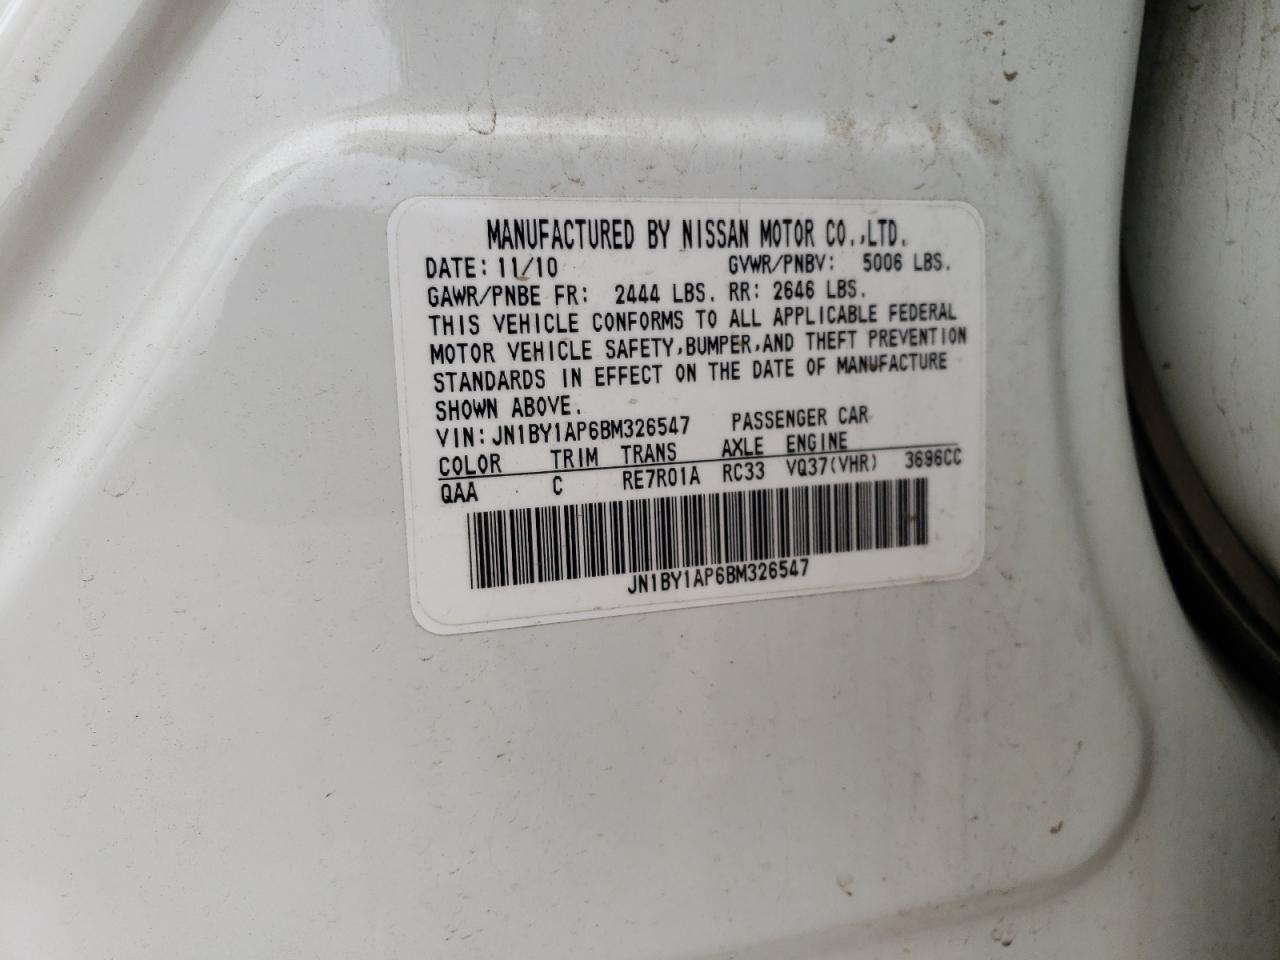 MANUFACTURED BY NISSAN MOTOR CO.,LTD.
DATE: 11/10 GVWR/PNBV: 5006 LBS.
GAWR/PNBE FR: 2444 LBS. RR: 2646 LBS.
THIS VEHICLE CONFORMS TO ALL APPLICABLE FEDERAL
MOTOR VEHICLE SAFETY,BUMPER,AND THEFT PREVENTION
STANDARDS IN EFFECT ON THE DATE OF MANUFACTURE
SHOWN ABOVE.
VIN: JN1BY1AP6BM326547 PASSENGER CAR
COLOR TRIM TRANS AXLE ENGINE
QAA C RE7R01A RC33 VQ37(VHR) 3696CC
JN1BY1AP6BM326547